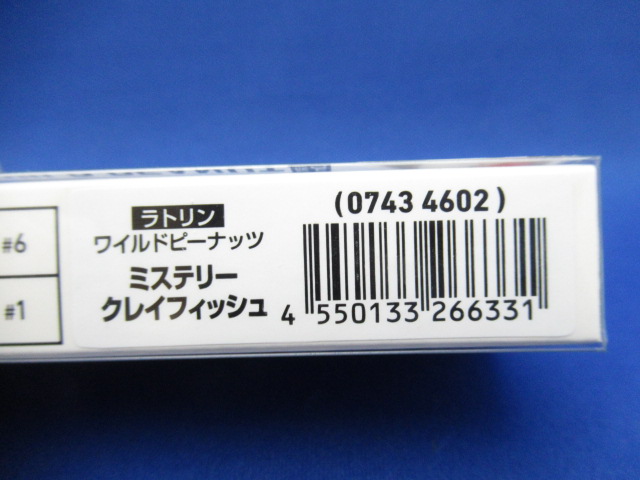 #6
#1
ラトリン
ワイルドピーナッツ
ミステリー
クレイフィッシュ
(0743 4602)
4 550133 266331